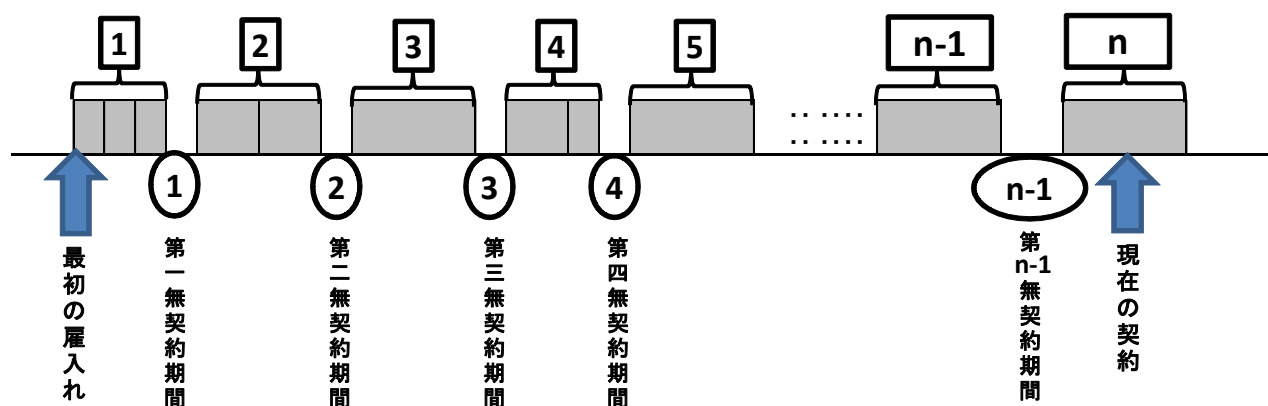 1
2
3
4
5
n-1
n
‥ ‥‥
‥ ‥‥
1
2
3
4
n-1
最初の雇入れ
第一無契約期間
第二無契約期間
第三無契約期間
第四無契約期間
第n-1無契約期間
現在の契約